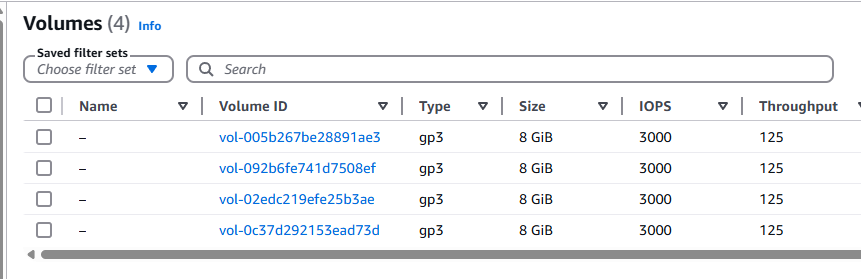 Volumes (4) Info
Saved filter sets
Choose filter set Search
Name Volume ID Type Size IOPS Throughput
– vol-005b267be28891ae3 gp3 8 GiB 3000 125
– vol-092b6fe741d7508ef gp3 8 GiB 3000 125
– vol-02edc219efe25b3ae gp3 8 GiB 3000 125
– vol-0c37d292153ead73d gp3 8 GiB 3000 125